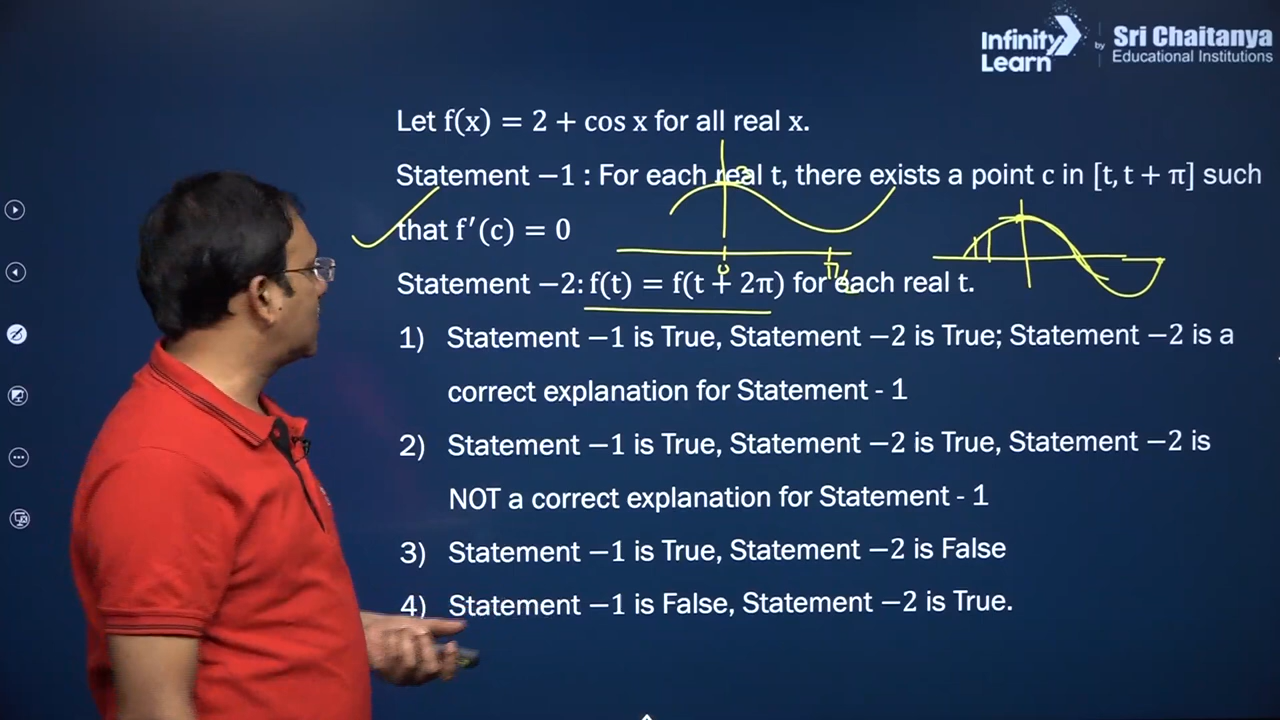 Infinity Learn by Sri Chaitanya Educational Institutions
Let f(x) = 2 + cos x for all real x.
Statement −1 : For each real t, there exists a point c in [t, t + π] such
that f′(c) = 0
Statement −2: f(t) = f(t + 2π) for each real t.
1) Statement −1 is True, Statement −2 is True; Statement −2 is a
correct explanation for Statement - 1
2) Statement −1 is True, Statement −2 is True, Statement −2 is
NOT a correct explanation for Statement - 1
3) Statement −1 is True, Statement −2 is False
4) Statement −1 is False, Statement −2 is True.
3
0